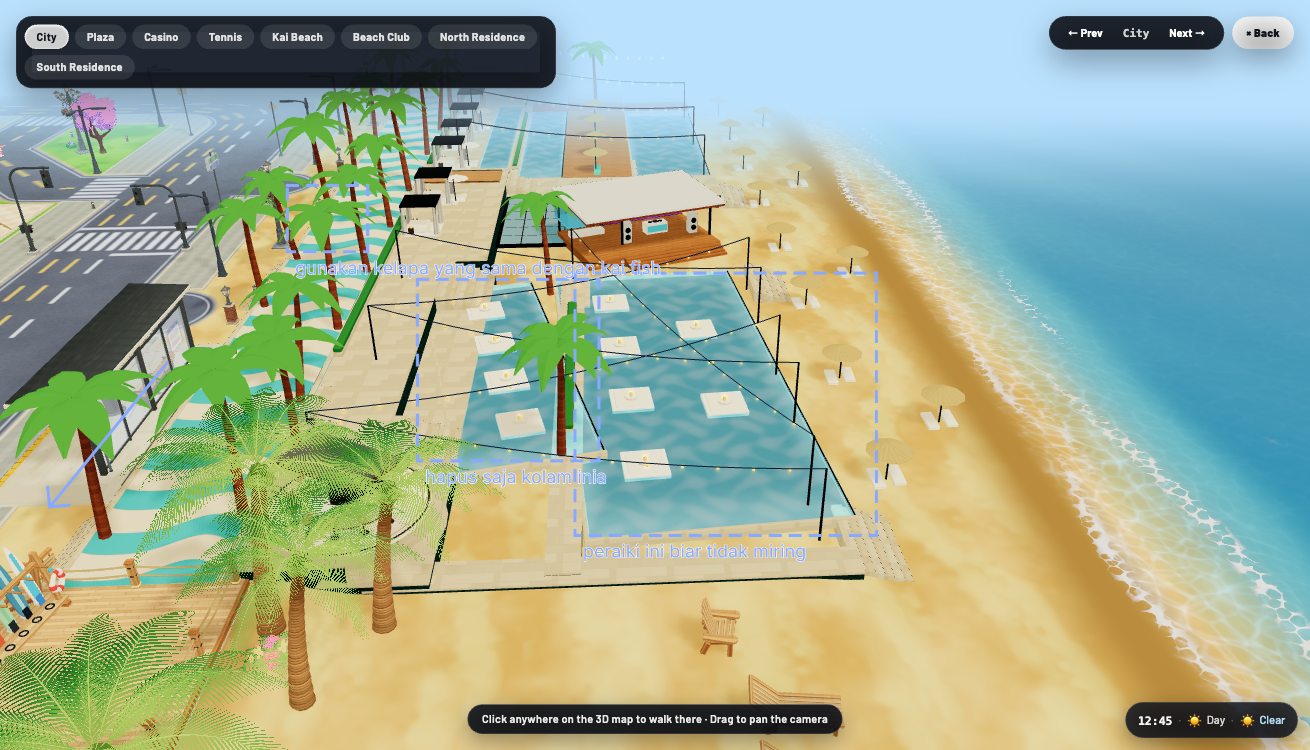 City
Plaza
Casino
Tennis
Kai Beach
Beach Club
North Residence
South Residence
← Prev
City
Next →
× Back
gunakan kelapa yang sama dengan kai fish
hapus saja kolam inia
peraiki ini biar tidak miring
Click anywhere on the 3D map to walk there · Drag to pan the camera
12:45 · Day · Clear